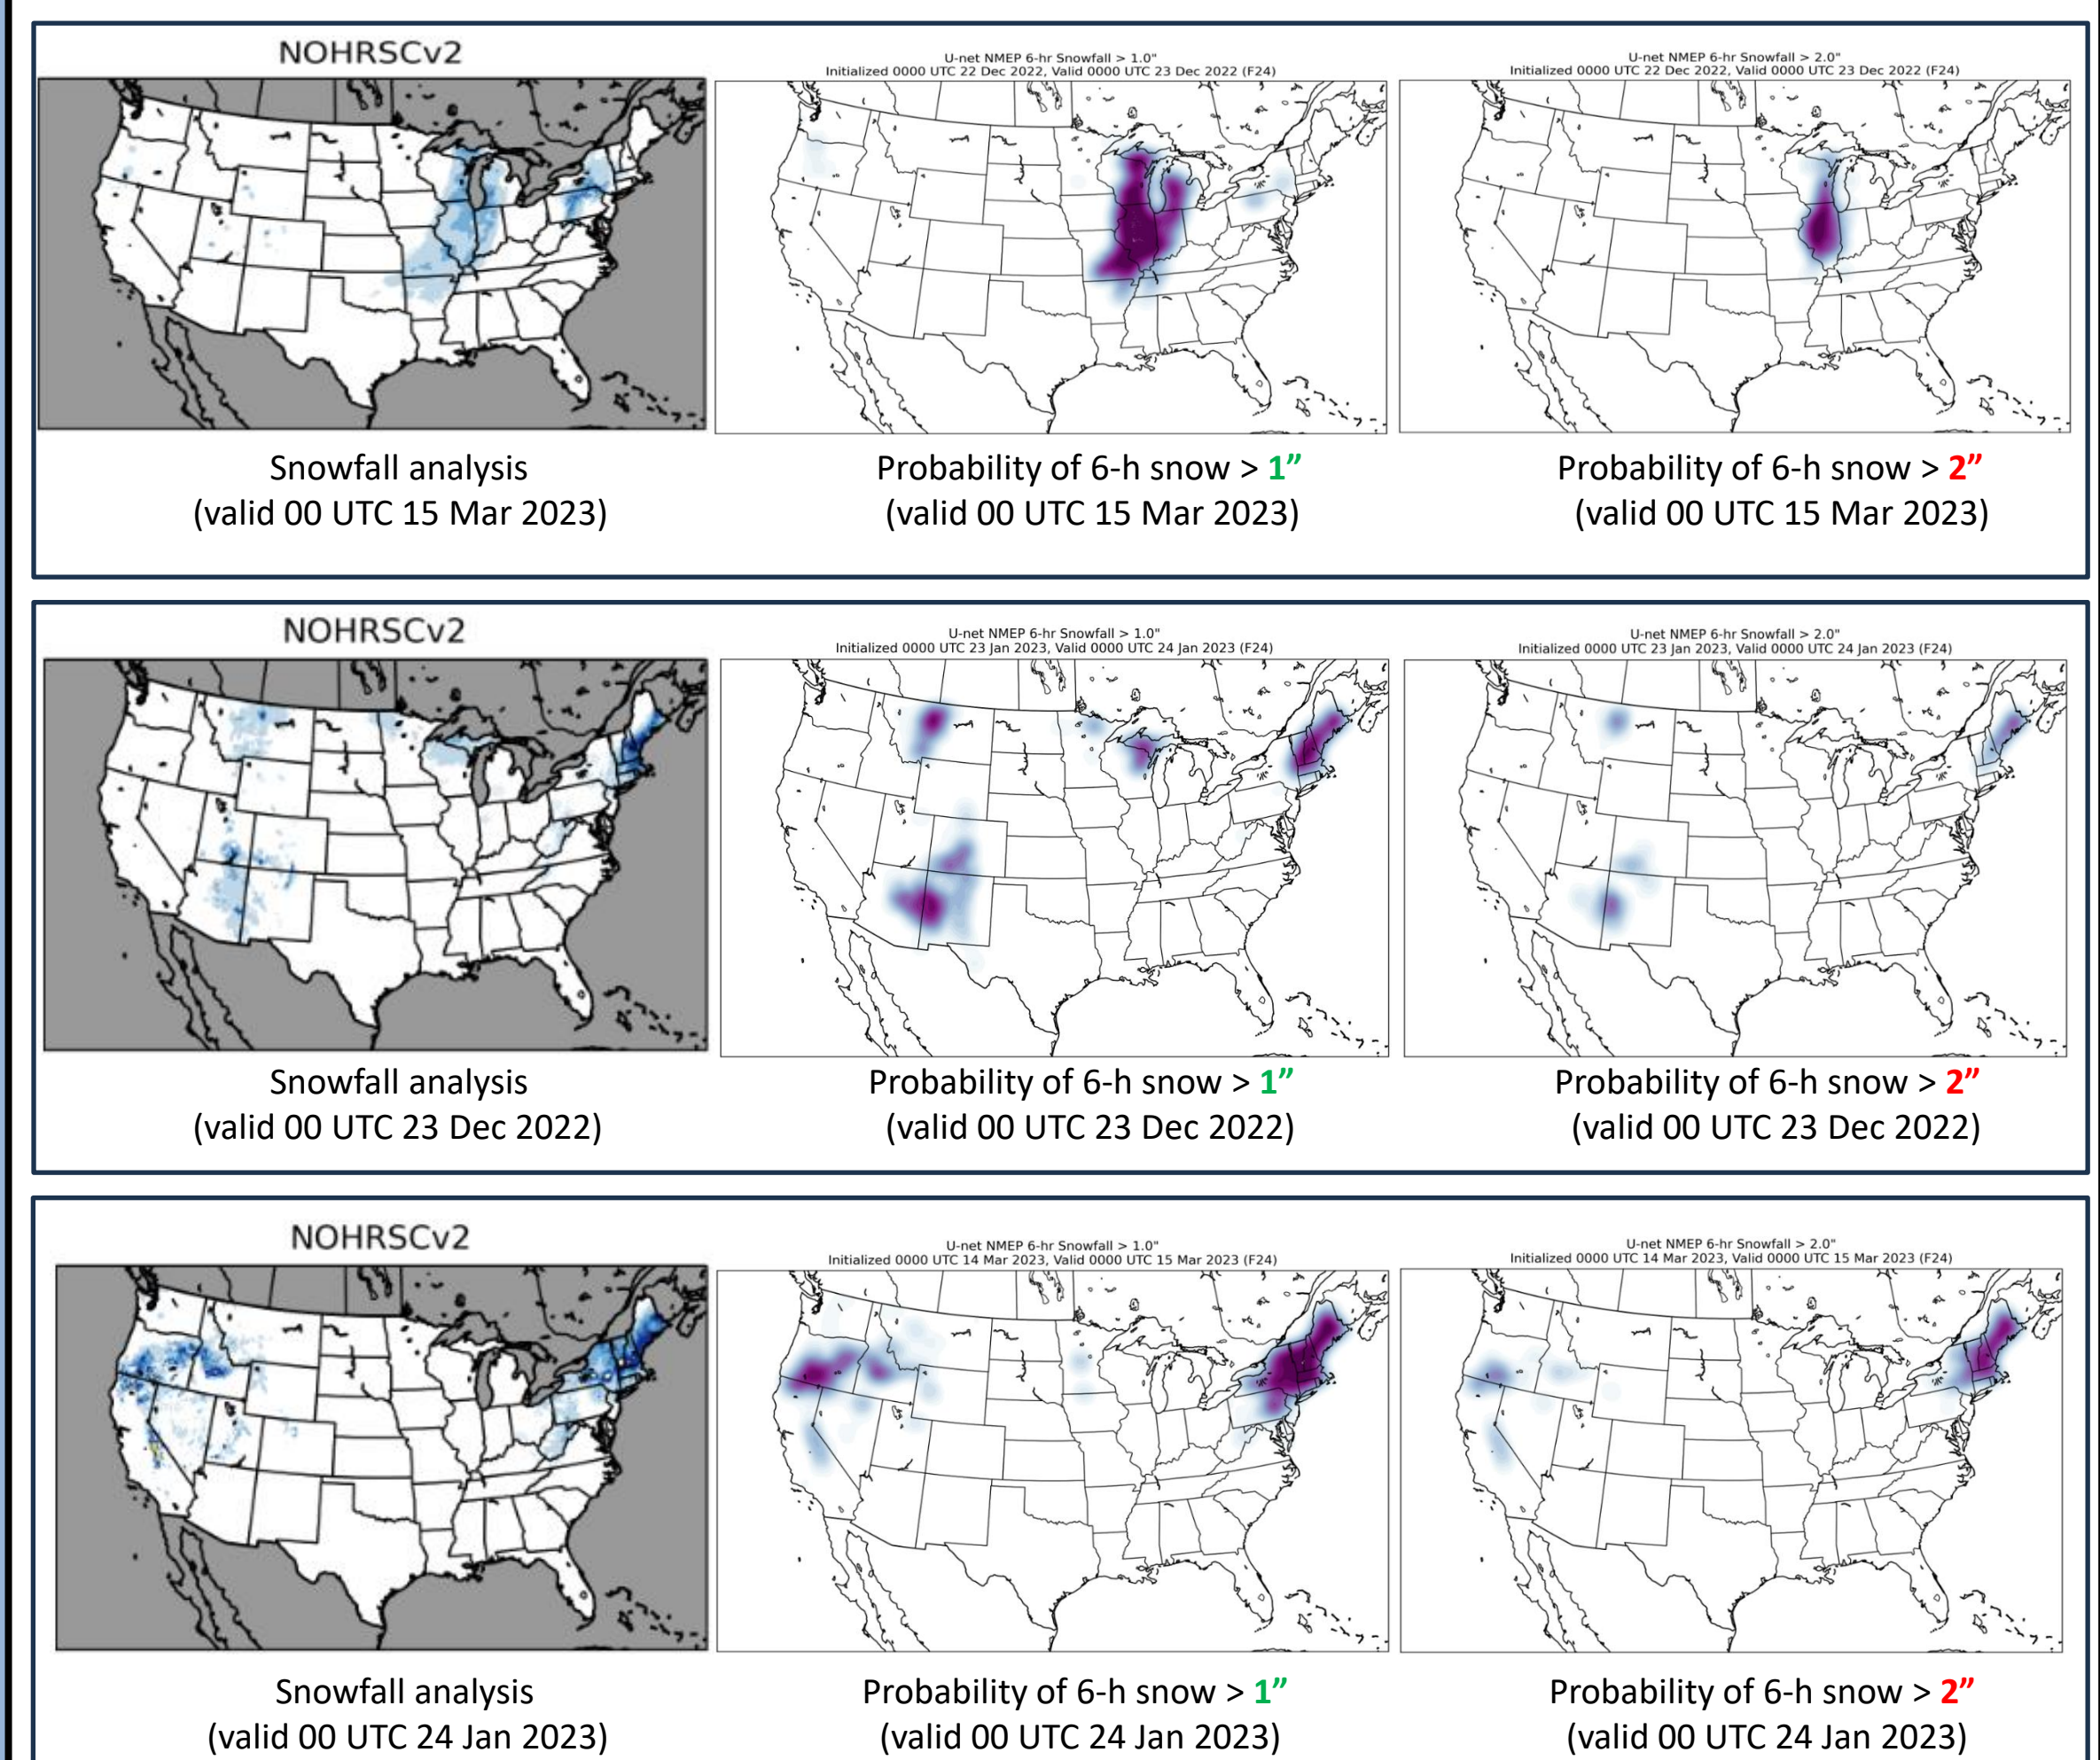 NOHRSCv2
U-net NMEP 6-hr Snowfall > 1.0"
Initialized 0000 UTC 22 Dec 2022, Valid 0000 UTC 23 Dec 2022 (F24)
U-net NMEP 6-hr Snowfall > 2.0"
Initialized 0000 UTC 22 Dec 2022, Valid 0000 UTC 23 Dec 2022 (F24)
Snowfall analysis
(valid 00 UTC 15 Mar 2023)
Probability of 6-h snow > 1”
(valid 00 UTC 15 Mar 2023)
Probability of 6-h snow > 2”
(valid 00 UTC 15 Mar 2023)
NOHRSCv2
U-net NMEP 6-hr Snowfall > 1.0"
Initialized 0000 UTC 23 Jan 2023, Valid 0000 UTC 24 Jan 2023 (F24)
U-net NMEP 6-hr Snowfall > 2.0"
Initialized 0000 UTC 23 Jan 2023, Valid 0000 UTC 24 Jan 2023 (F24)
Snowfall analysis
(valid 00 UTC 23 Dec 2022)
Probability of 6-h snow > 1”
(valid 00 UTC 23 Dec 2022)
Probability of 6-h snow > 2”
(valid 00 UTC 23 Dec 2022)
NOHRSCv2
U-net NMEP 6-hr Snowfall > 1.0"
Initialized 0000 UTC 14 Mar 2023, Valid 0000 UTC 15 Mar 2023 (F24)
U-net NMEP 6-hr Snowfall > 2.0"
Initialized 0000 UTC 14 Mar 2023, Valid 0000 UTC 15 Mar 2023 (F24)
Snowfall analysis
(valid 00 UTC 24 Jan 2023)
Probability of 6-h snow > 1”
(valid 00 UTC 24 Jan 2023)
Probability of 6-h snow > 2”
(valid 00 UTC 24 Jan 2023)